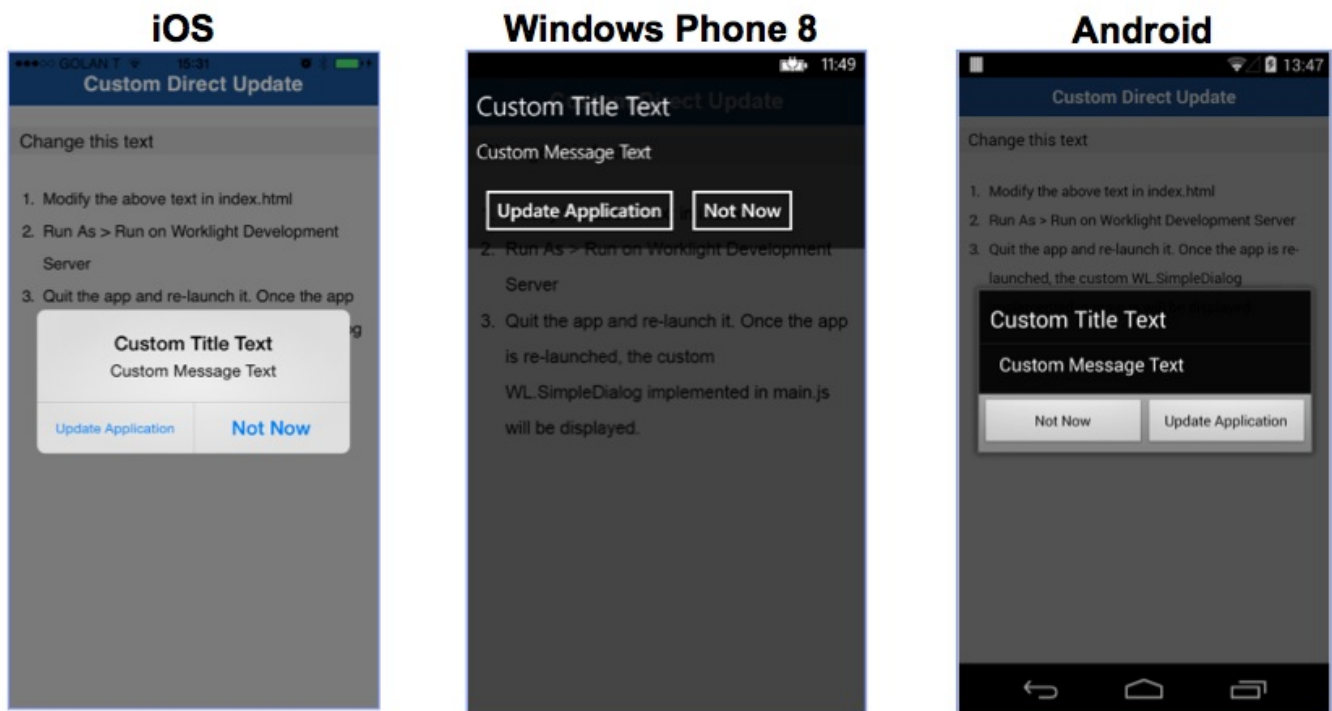 iOS
GOLAN T 15:31
Custom Direct Update
Change this text
1. Modify the above text in index.html
2. Run As > Run on Worklight Development
Server
3. Quit the app and re-launch it. Once the app
Custom Title Text
Custom Message Text
Update Application
Not Now
Windows Phone 8
11:49
Custom Title Text
Custom Message Text
Update Application
Not Now
2. Run As > Run on Worklight Development
Server
3. Quit the app and re-launch it. Once the app
is re-launched, the custom
WL.SimpleDialog implemented in main.js
will be displayed.
Android
13:47
Custom Direct Update
Change this text
1. Modify the above text in index.html
2. Run As > Run on Worklight Development Server
3. Quit the app and re-launch it. Once the app is re-
launched, the custom WL.SimpleDialog
Custom Title Text
Custom Message Text
Not Now
Update Application